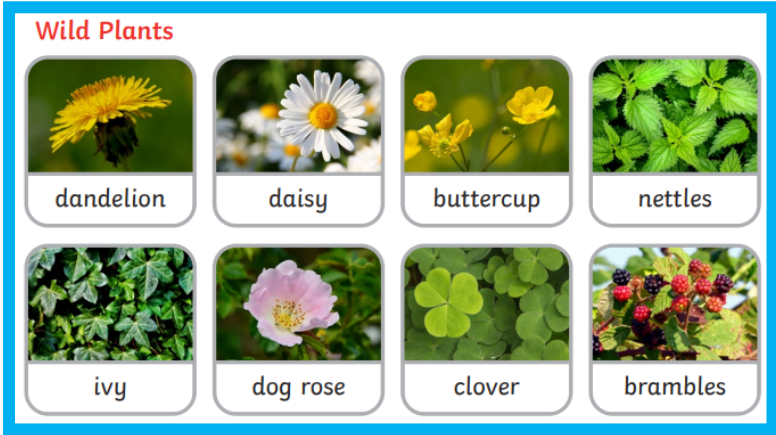 Wild Plants
dandelion
daisy
buttercup
nettles
ivy
dog rose
clover
brambles